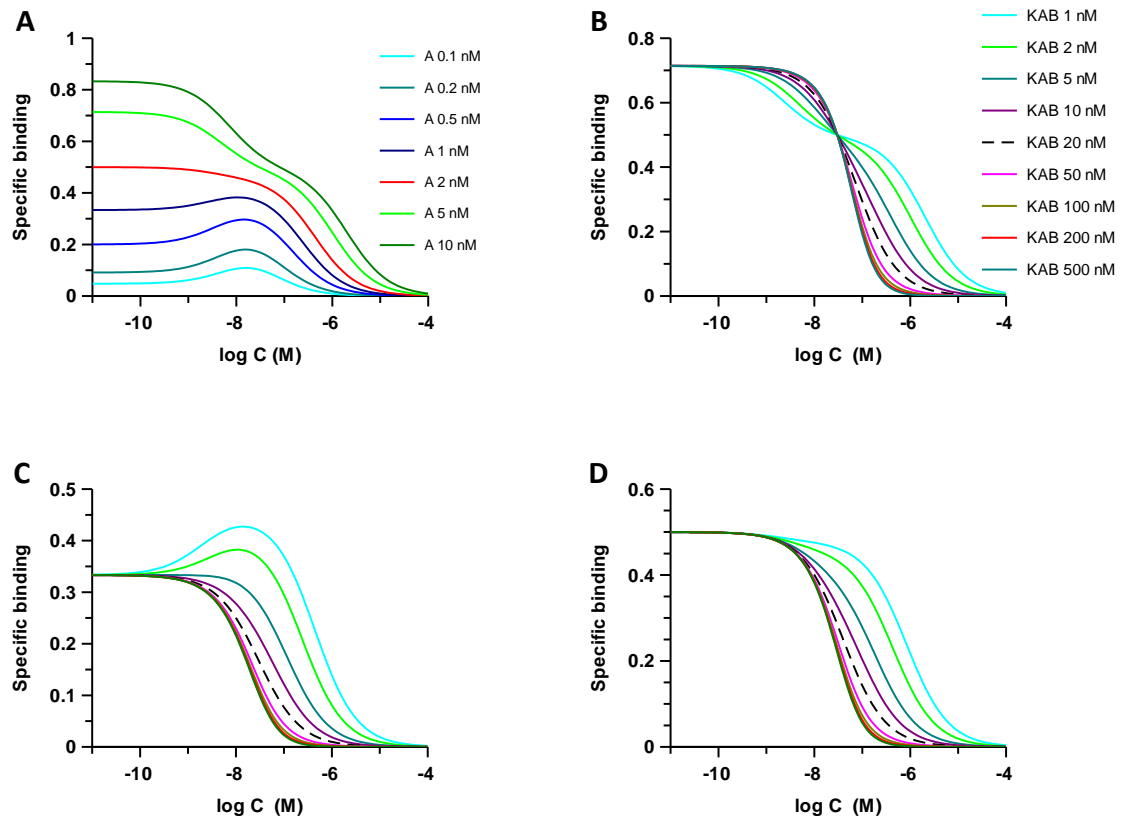 A
Specific binding
1
0.8
0.6
0.4
0.2
0
-10
-8
-6
-4
log C (M)
A 0.1 nM
A 0.2 nM
A 0.5 nM
A 1 nM
A 2 nM
A 5 nM
A 10 nM
B
Specific binding
0.8
0.6
0.4
0.2
0
-10
-8
-6
-4
log C (M)
KAB 1 nM
KAB 2 nM
KAB 5 nM
KAB 10 nM
KAB 20 nM
KAB 50 nM
KAB 100 nM
KAB 200 nM
KAB 500 nM
C
Specific binding
0.5
0.4
0.3
0.2
0.1
0
-10
-8
-6
-4
log C (M)
D
Specific binding
0.6
0.4
0.2
0
-10
-8
-6
-4
log C (M)